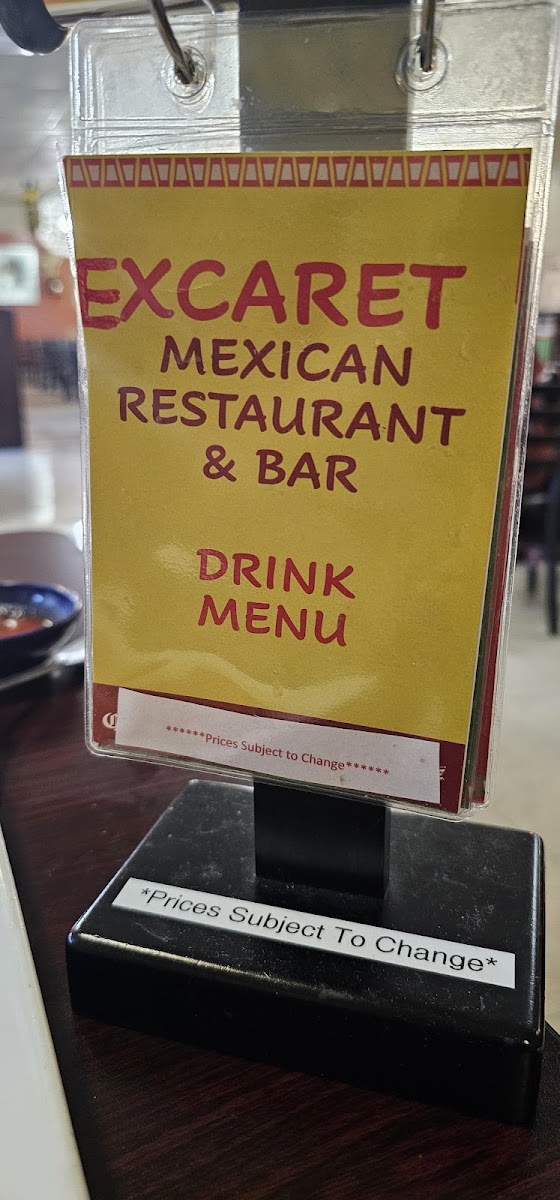 EXCARET
MEXICAN
RESTAURANT
& BAR
DRINK
MENU
******Prices Subject to Change******
*Prices Subject To Change*